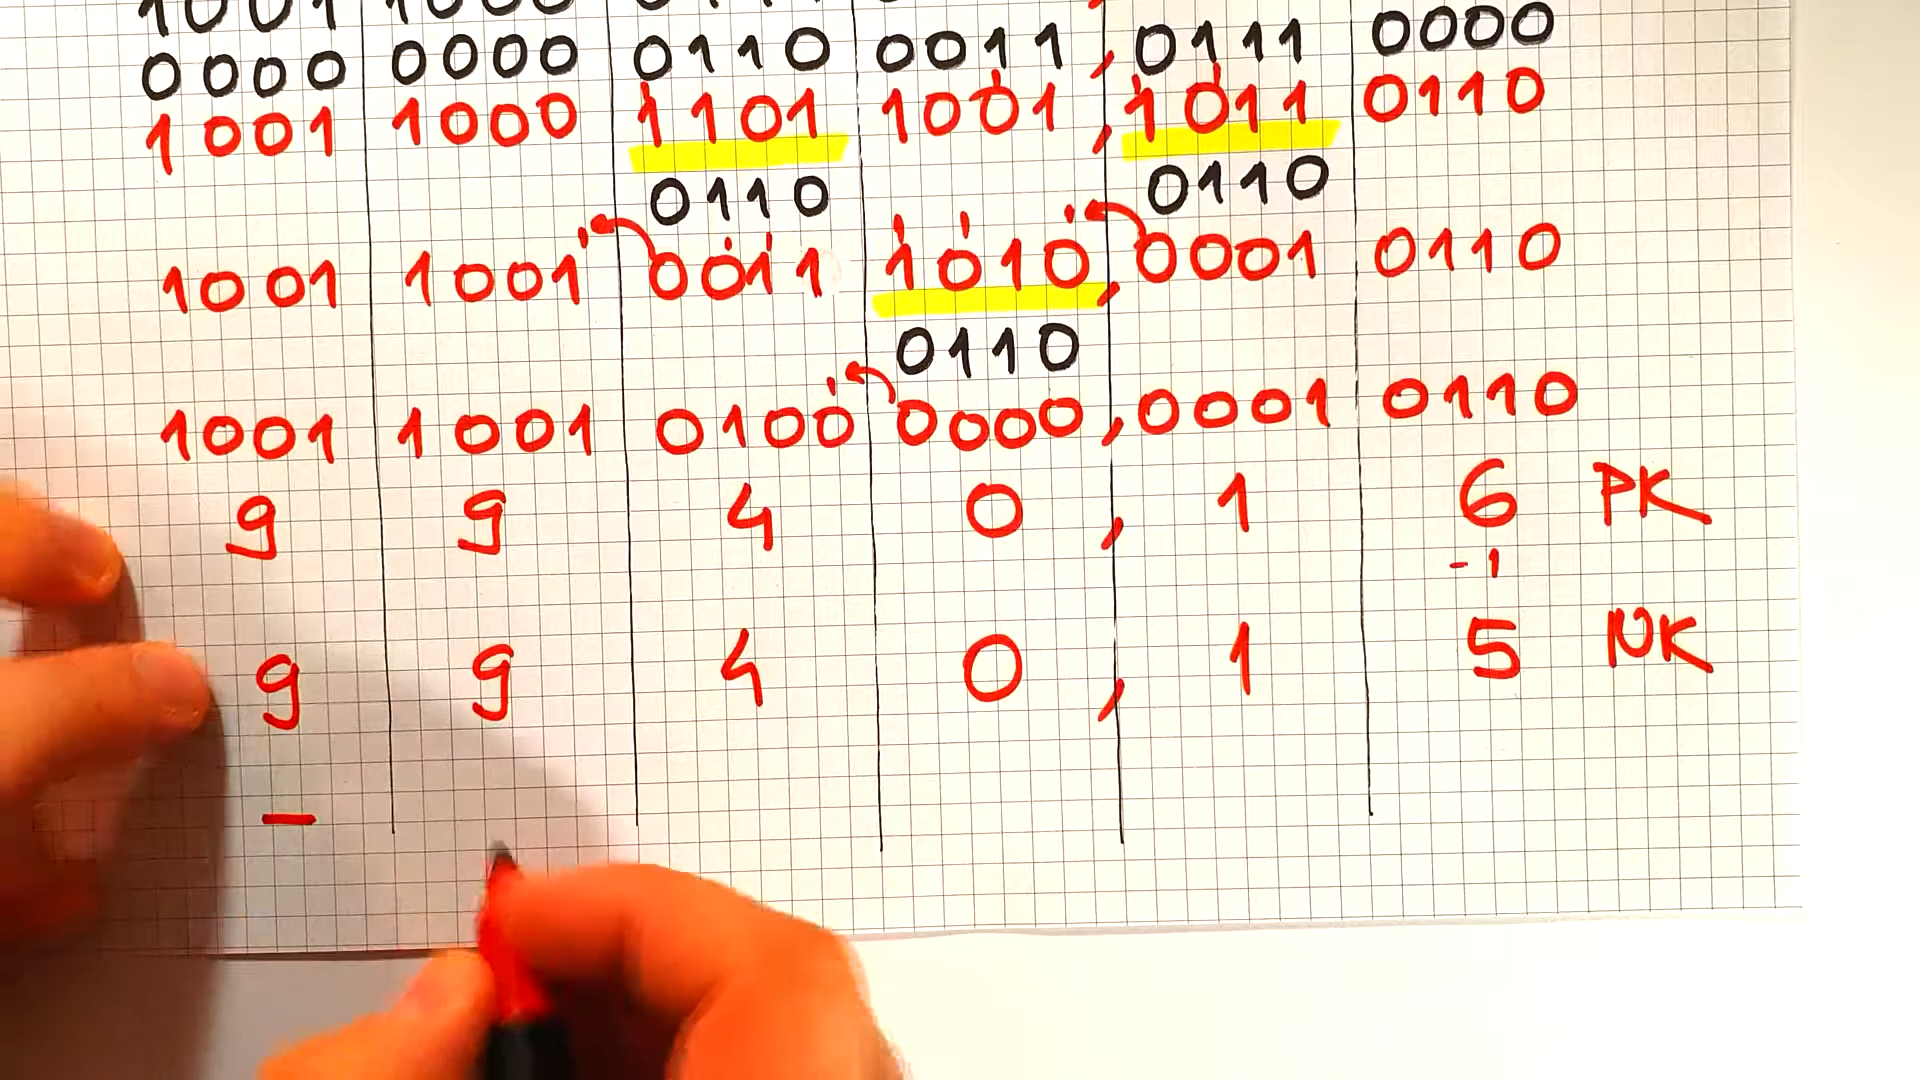 0000 0000 0110 0011 , 0111 0000
1001 1000 1101 1001 , 1011 0110
0110 0110
1001 1001 0011 1010 , 0001 0110
0110
1001 1001 0100 0000 , 0001 0110
9 9 4 0 , 1 6 PK
-1
9 9 4 0 , 1 5 NK
-